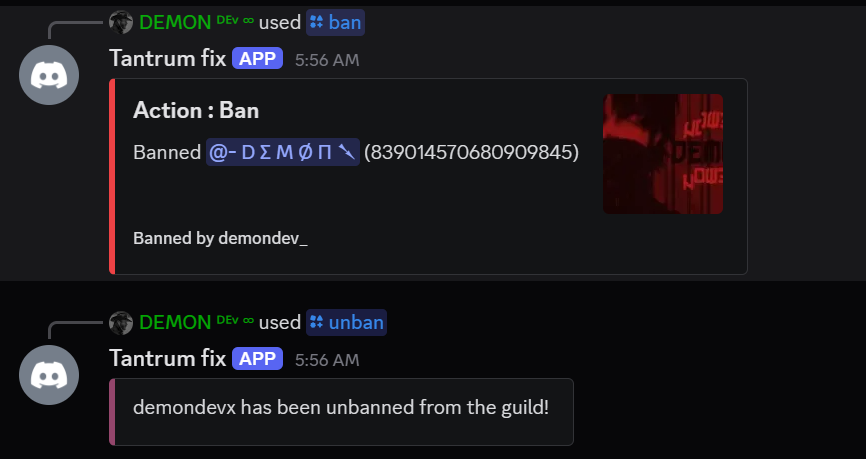 DEMON ᴰᴱⱽ ∞ used ban
Tantrum fix APP 5:56 AM
Action : Ban
Banned @- D Σ M Ø Π (839014570680909845)
DEM
Banned by demondev_
DEMON ᴰᴱⱽ ∞ used unban
Tantrum fix APP 5:56 AM
demondevx has been unbanned from the guild!